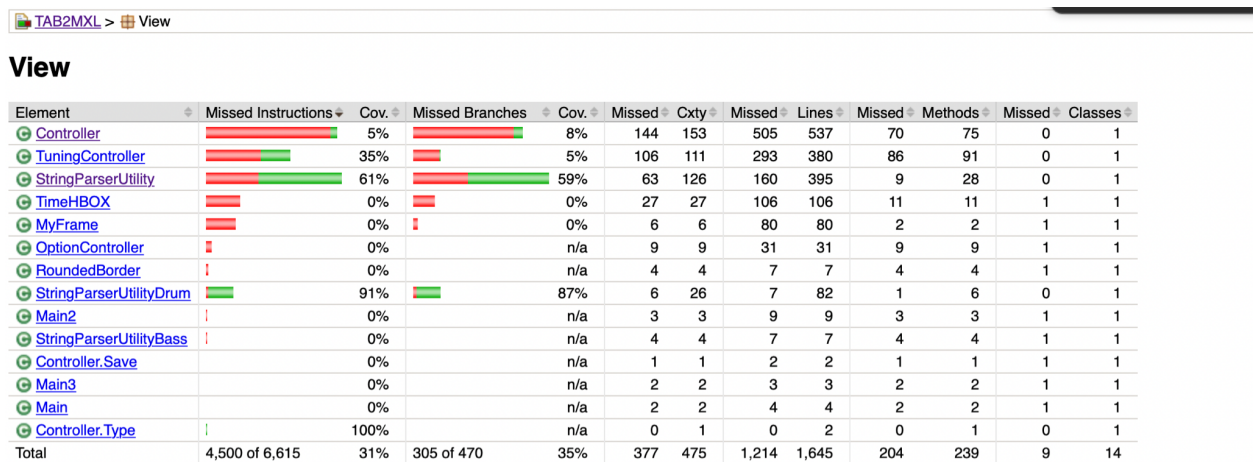 TAB2MXL > View
View
Element Missed Instructions Cov. Missed Branches Cov. Missed Cxty Missed Lines Missed Methods Missed Classes
Controller 5% 8% 144 153 505 537 70 75 0 1
TuningController 35% 5% 106 111 293 380 86 91 0 1
StringParserUtility 61% 59% 63 126 160 395 9 28 0 1
TimeHBOX 0% 0% 27 27 106 106 11 11 1 1
MyFrame 0% 0% 6 6 80 80 2 2 1 1
OptionController 0% n/a 9 9 31 31 9 9 1 1
RoundedBorder 0% n/a 4 4 7 7 4 4 1 1
StringParserUtilityDrum 91% 87% 6 26 7 82 1 6 0 1
Main2 0% n/a 3 3 9 9 3 3 1 1
StringParserUtilityBass 0% n/a 4 4 7 7 4 4 1 1
Controller.Save 0% n/a 1 1 2 2 1 1 1 1
Main3 0% n/a 2 2 3 3 2 2 1 1
Main 0% n/a 2 2 4 4 2 2 1 1
Controller.Type 100% n/a 0 1 0 2 0 1 0 1
Total 4,500 of 6,615 31% 305 of 470 35% 377 475 1,214 1,645 204 239 9 14